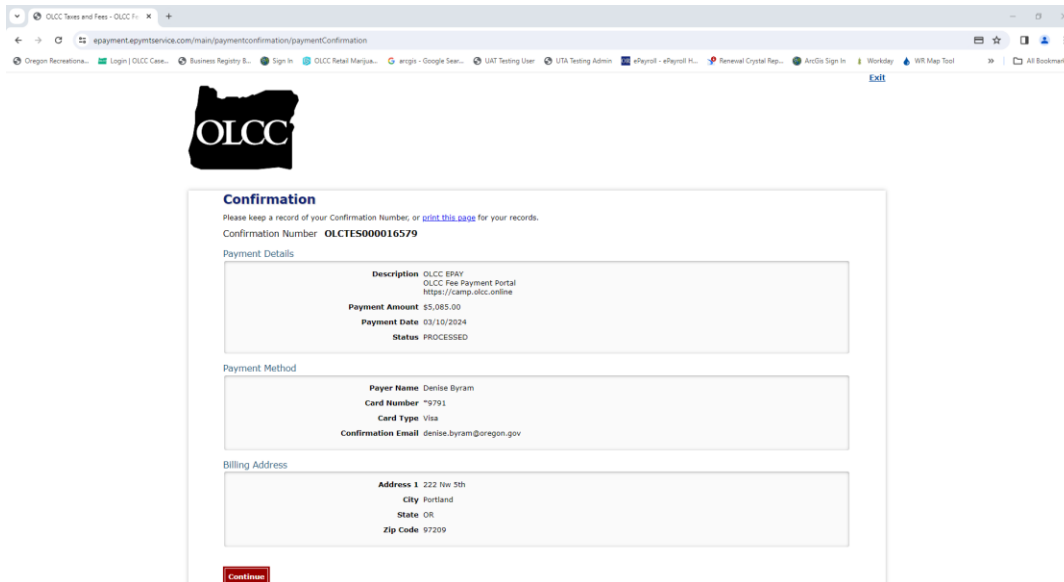 OLCC Taxes and Fees - OLCC Fe
epayment.epymtservice.com/main/paymentconfirmation/paymentConfirmation
Oregon Recreationa... Login | OLCC Case... Business Registry B... Sign In OLCC Retail Marijua... arcgis - Google Sear... UAT Testing User UTA Testing Admin ePayroll - ePayroll H... Renewal Crystal Rep... ArcGis Sign In Workday WR Map Tool » All Bookmark
Exit
OLCC
Confirmation
Please keep a record of your Confirmation Number, or print this page for your records.
Confirmation Number OLCTES000016579
Payment Details
Description OLCC EPAY
OLCC Fee Payment Portal
https://camp.olcc.online
Payment Amount $5,085.00
Payment Date 03/10/2024
Status PROCESSED
Payment Method
Payer Name Denise Byram
Card Number *9791
Card Type Visa
Confirmation Email denise.byram@oregon.gov
Billing Address
Address 1 222 Nw 5th
City Portland
State OR
Zip Code 97209
Continue